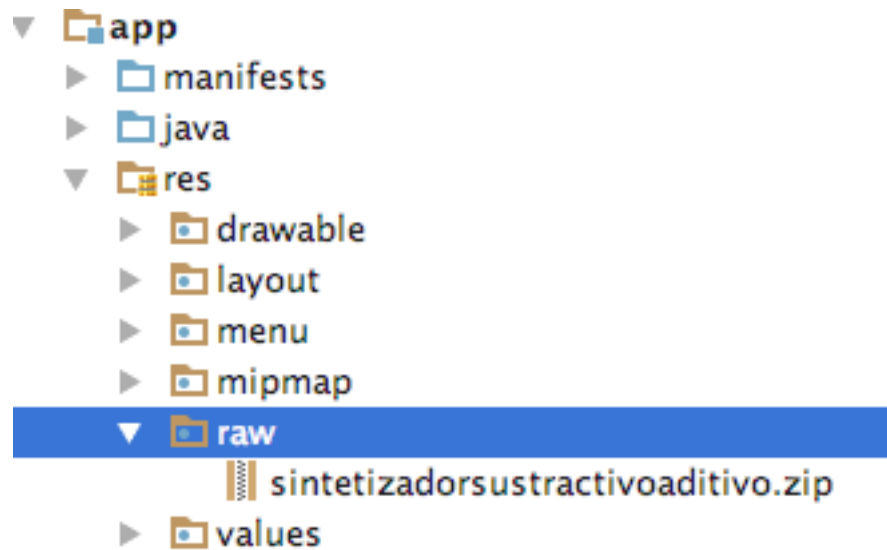 app
manifests
java
res
drawable
layout
menu
mipmap
raw
sintetizadorsustractivoaditivo.zip
values